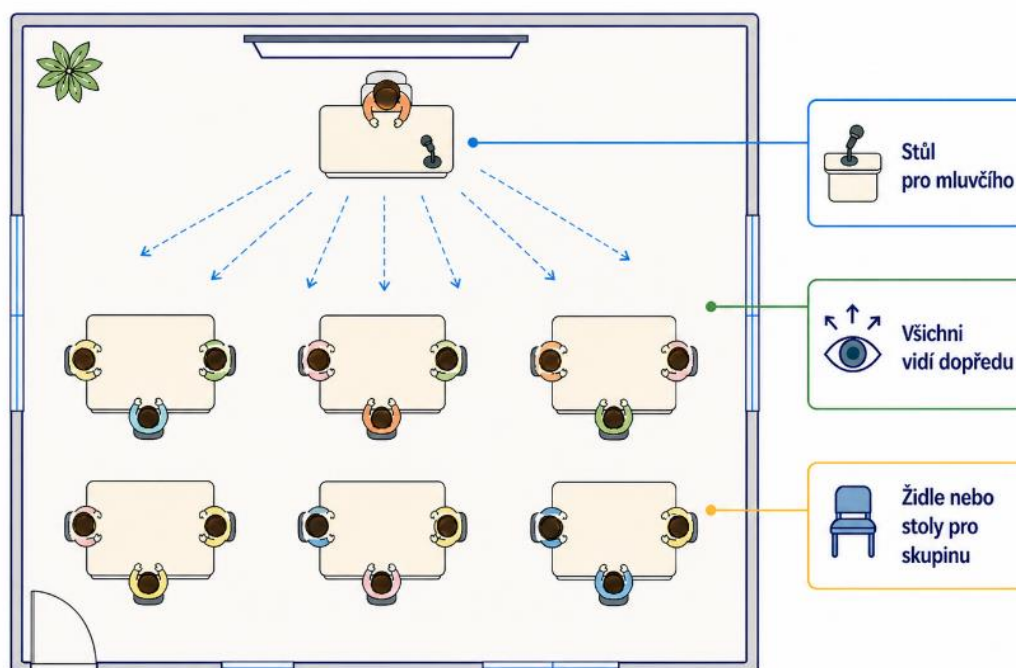 Stůl
pro mluvčího
Všichni
vidí dopředu
Židle nebo
stoly pro
skupinu